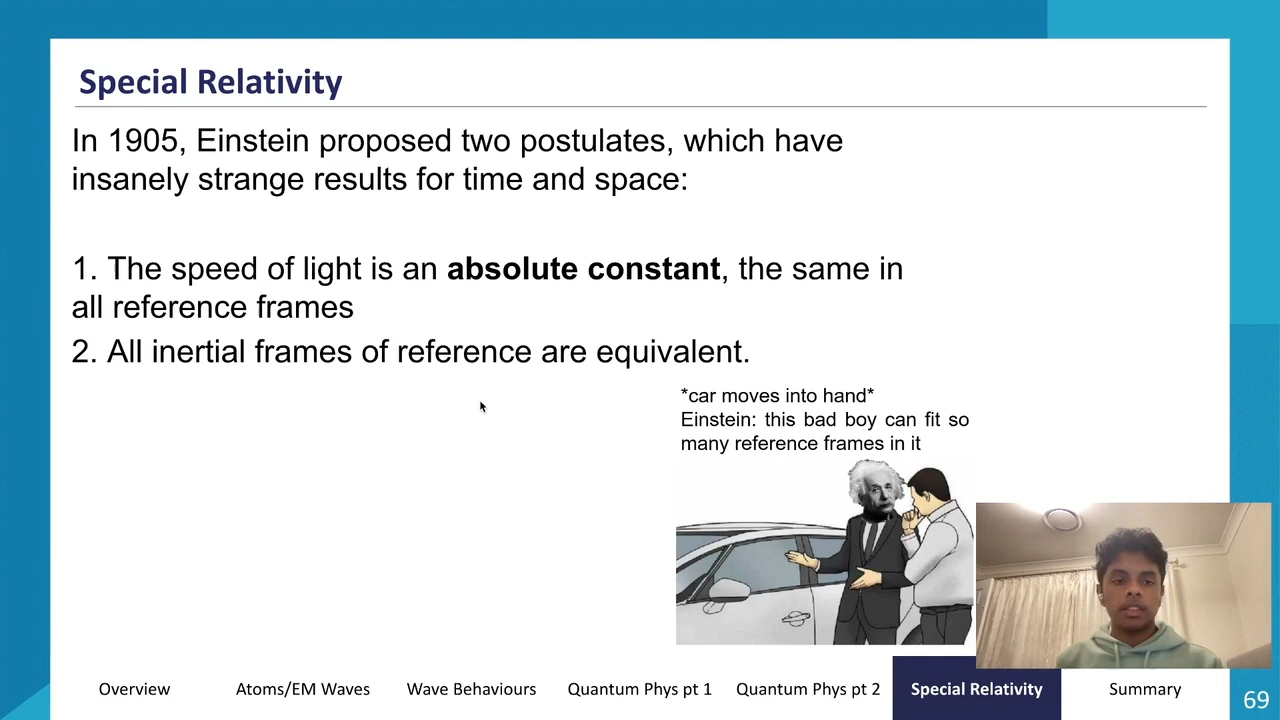 Special Relativity
In 1905, Einstein proposed two postulates, which have
insanely strange results for time and space:
1. The speed of light is an absolute constant, the same in
all reference frames
2. All inertial frames of reference are equivalent.
*car moves into hand*
Einstein: this bad boy can fit so
many reference frames in it
Overview
Atoms/EM Waves
Wave Behaviours
Quantum Phys pt 1
Quantum Phys pt 2
Special Relativity
Summary
69